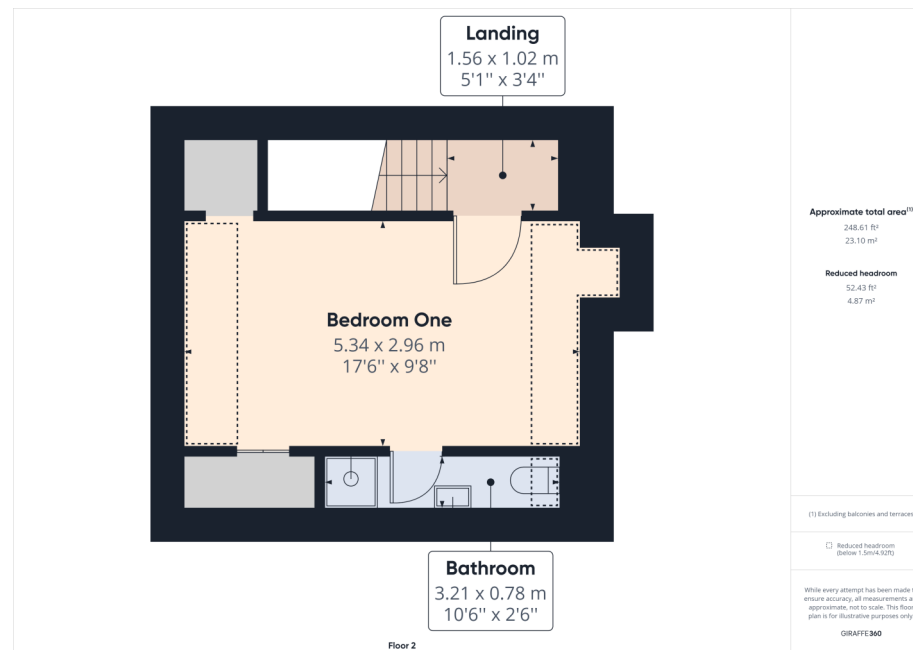 Landing
1.56 x 1.02 m
5'1'' x 3'4''
Bedroom One
5.34 x 2.96 m
17'6'' x 9'8''
Bathroom
3.21 x 0.78 m
10'6'' x 2'6''
Floor 2
Approximate total area(1)
248.61 ft²
23.10 m²
Reduced headroom
52.43 ft²
4.87 m²
(1) Excluding balconies and terraces
Reduced headroom
(below 1.5m/4.92ft)
While every attempt has been made t
ensure accuracy, all measurements a
approximate, not to scale. This floor
plan is for illustrative purposes only
GIRAFFE360